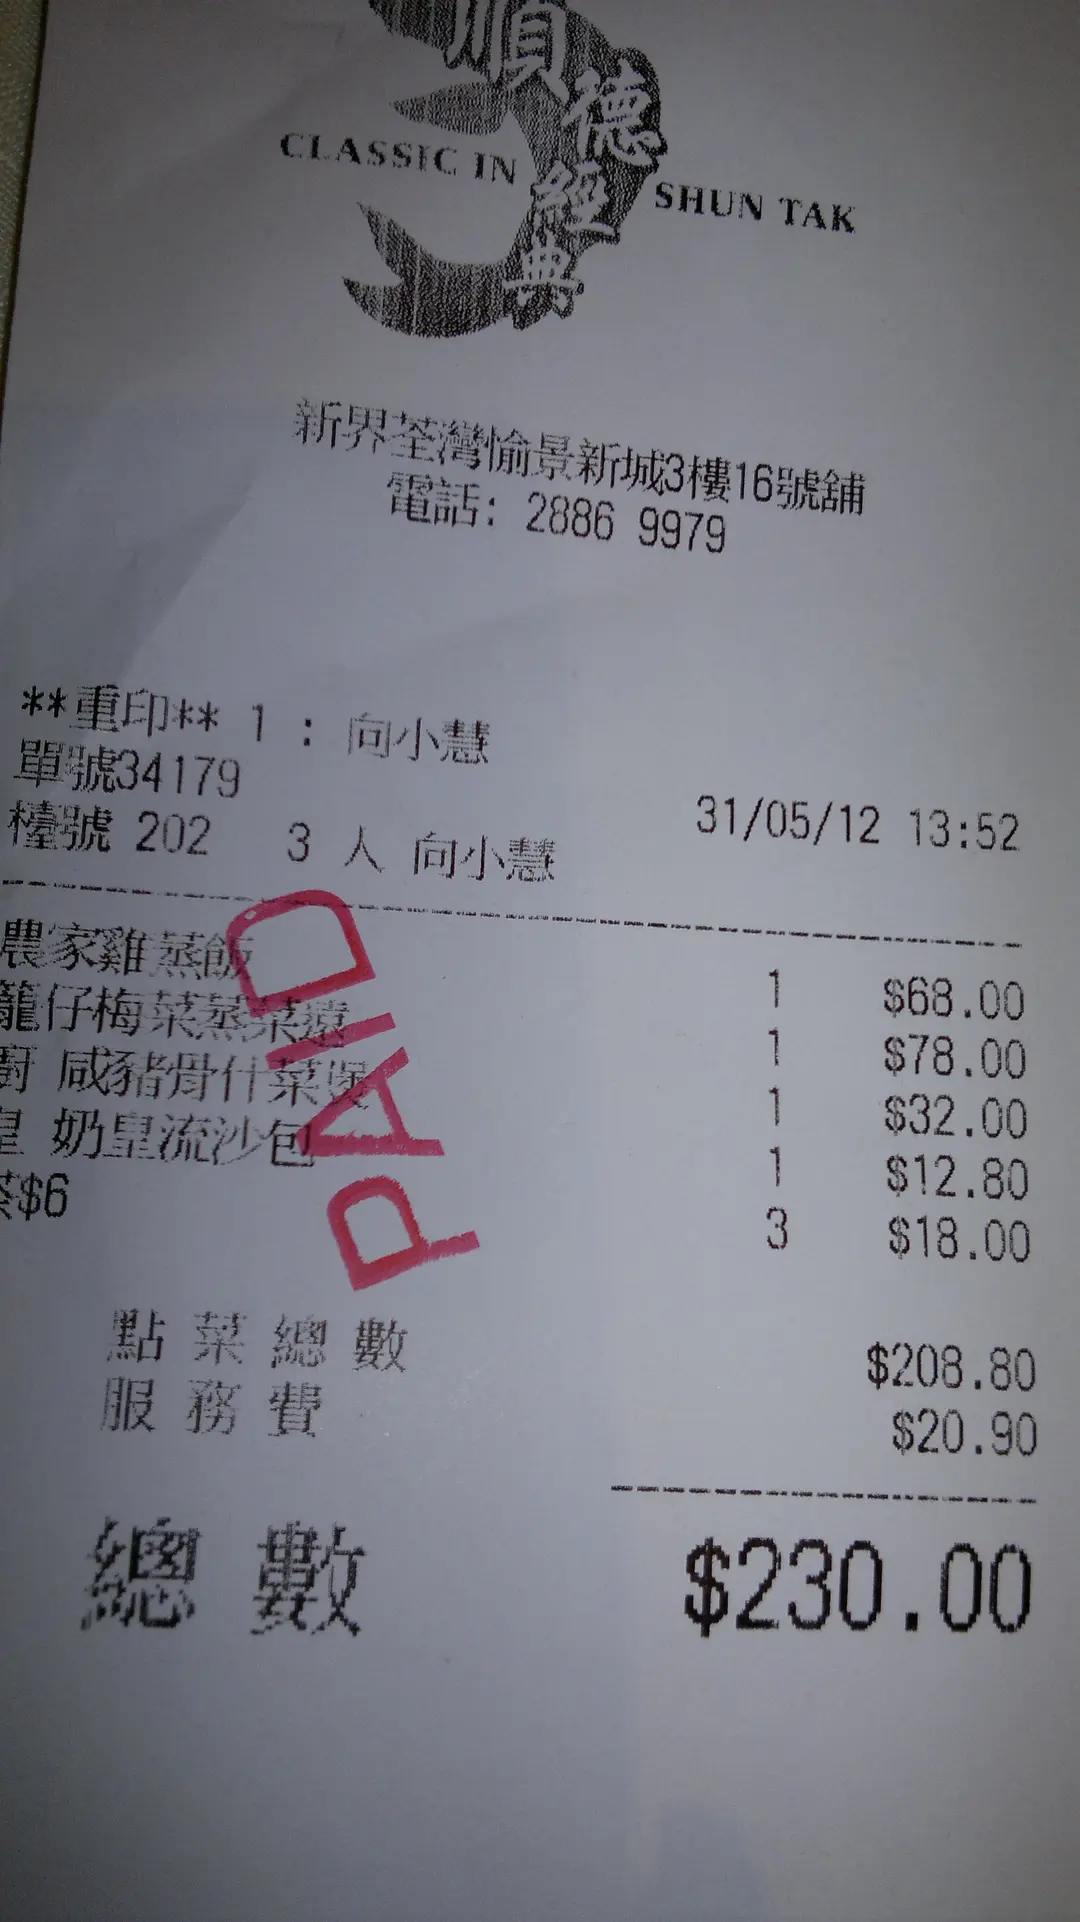 順德經典
CLASSIC IN SHUN TAK
新界荃灣愉景新城3樓16號舖
電話: 2886 9979
**重印** 1 : 向小慧
單號34179
31/05/12 13:52
檯號 202 3 人 向小慧
農家雞蒸飯 1 $68.00
籠仔梅菜蒸菜遠 1 $78.00
廚 咸豬骨什菜煲 1 $32.00
皇 奶皇流沙包 1 $12.80
茶$6 3 $18.00
PAID
點菜總數 $208.80
服務費 $20.90
總數 $230.00